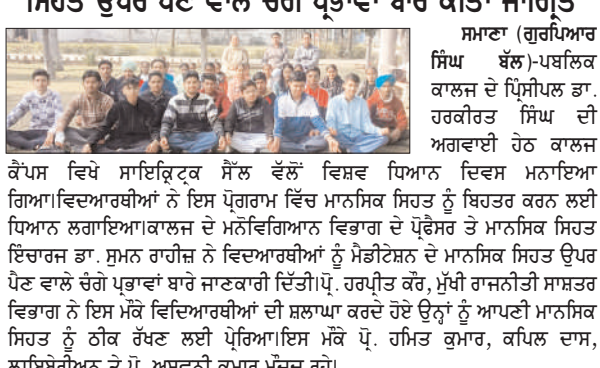 ਸਿਹਤ ਉਪਰ ਪੈਣ ਵਾਲੇ ਚੰਗੇ ਪ੍ਰਭਾਵਾਂ ਬਾਰੇ ਕੀਤਾ ਜਾਗ੍ਰਿਤ
ਸਮਾਣਾ (ਗੁਰਪਿਆਰ
ਸਿੰਘ ਬੱਲ)-ਪਬਲਿਕ
ਕਾਲਜ ਦੇ ਪ੍ਰਿੰਸੀਪਲ ਡਾ.
ਹਰਕੀਰਤ ਸਿੰਘ ਦੀ
ਅਗਵਾਈ ਹੇਠ ਕਾਲਜ
ਕੈਂਪਸ ਵਿਖੇ ਸਾਇਕ੍ਰਿਟ੍ਰਕ ਸੈੱਲ ਵੱਲੋਂ ਵਿਸ਼ਵ ਧਿਆਨ ਦਿਵਸ ਮਨਾਇਆ
ਗਿਆ।ਵਿਦਆਰਥੀਆਂ ਨੇ ਇਸ ਪ੍ਰੋਗਰਾਮ ਵਿੱਚ ਮਾਨਸਿਕ ਸਿਹਤ ਨੂੰ ਬਿਹਤਰ ਕਰਨ ਲਈ
ਧਿਆਨ ਲਗਾਇਆ।ਕਾਲਜ ਦੇ ਮਨੋਵਿਗਿਆਨ ਵਿਭਾਗ ਦੇ ਪ੍ਰੋਫੈਸਰ ਤੇ ਮਾਨਸਿਕ ਸਿਹਤ
ਇੰਚਾਰਜ ਡਾ. ਸੁਮਨ ਰਾਹੀਜ਼ ਨੇ ਵਿਦਆਰਥੀਆਂ ਨੂੰ ਮੈਡੀਟੇਸ਼ਨ ਦੇ ਮਾਨਸਿਕ ਸਿਹਤ ਉਪਰ
ਪੈਣ ਵਾਲੇ ਚੰਗੇ ਪ੍ਰਭਾਵਾਂ ਬਾਰੇ ਜਾਣਕਾਰੀ ਦਿੱਤੀ।ਪ੍ਰੋ. ਹਰਪ੍ਰੀਤ ਕੌਰ, ਮੁੱਖੀ ਰਾਜਨੀਤੀ ਸਾਸ਼ਤਰ
ਵਿਭਾਗ ਨੇ ਇਸ ਮੌਕੇ ਵਿਦਿਆਰਥੀਆਂ ਦੀ ਸ਼ਲਾਘਾ ਕਰਦੇ ਹੋਏ ਉਨ੍ਹਾਂ ਨੂੰ ਆਪਣੀ ਮਾਨਸਿਕ
ਸਿਹਤ ਨੂੰ ਠੀਕ ਰੱਖਣ ਲਈ ਪ੍ਰੇਰਿਆ।ਇਸ ਮੌਕੇ ਪ੍ਰੋ. ਹਮਿਤ ਕੁਮਾਰ, ਕਪਿਲ ਦਾਸ,
ਲਾਇਬ੍ਰੇਰੀਅਨ ਤੇ ਪ੍ਰੋ. ਅਸ਼ਵਨੀ ਕੁਮਾਰ ਮੌਜੂਦ ਰਹੇ।